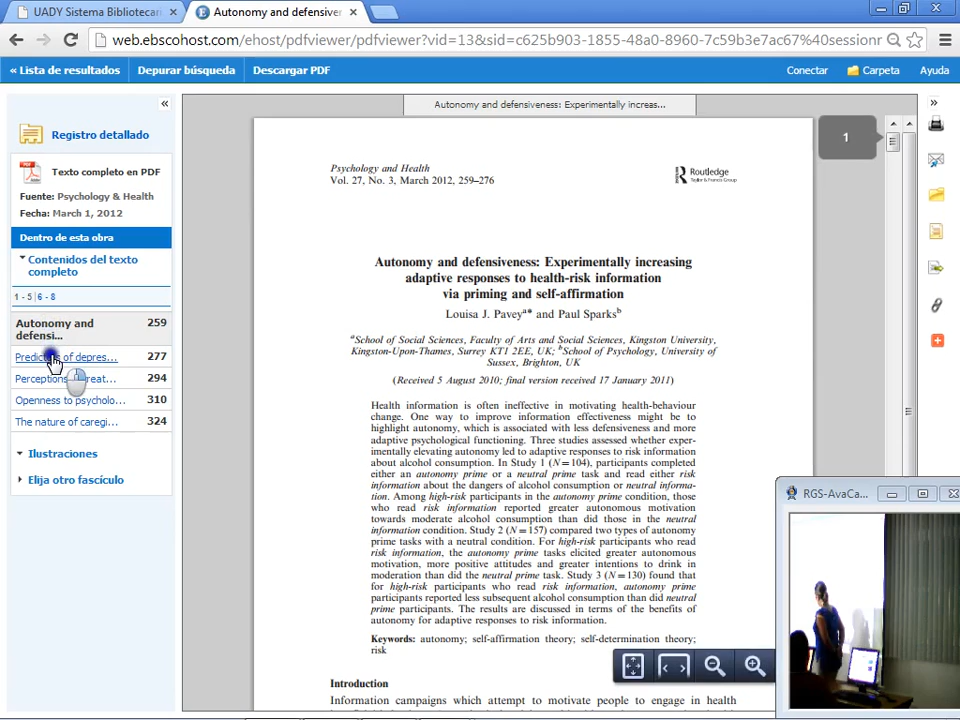 UADY Sistema Bibliotecari
Autonomy and defensive
web.ebscohost.com/ehost/pdfviewer/pdfviewer?vid=13&sid=c625b903-1855-48a0-8960-7c59b3e7ac67%40sessionr
« Lista de resultados
Depurar búsqueda
Descargar PDF
Conectar
Carpeta
Ayuda
Autonomy and defensiveness: Experimentally increas...
«
»
Registro detallado
PDF
Texto completo en PDF
Fuente: Psychology & Health
Fecha: March 1, 2012
Dentro de esta obra
Contenidos del texto
completo
1 - 5 | 6 - 8
Autonomy and 259
defensi...
Predictors of depres... 277
294
Openness to psycholo... 310
The nature of caregi... 324
Ilustraciones
Elija otro fascículo
1
Psychology and Health
Vol. 27, No. 3, March 2012, 259–276
Routledge
Taylor & Francis Group
Autonomy and defensiveness: Experimentally increasing
adaptive responses to health-risk information
via priming and self-affirmation
Louisa J. Pavey a* and Paul Sparks b
a School of Social Sciences, Faculty of Arts and Social Sciences, Kingston University,
Kingston-Upon-Thames, Surrey KT1 2EE, UK; b School of Psychology, University of
Sussex, Brighton, UK
(Received 5 August 2010; final version received 17 January 2011)
Health information is often ineffective in motivating health-behaviour
change. One way to improve information effectiveness might be to
highlight autonomy, which is associated with less defensiveness and more
adaptive psychological functioning. Three studies assessed whether exper-
imentally elevating autonomy led to adaptive responses to risk information
about alcohol consumption. In Study 1 (N = 104), participants completed
either an autonomy prime or a neutral prime task and read either risk
information about the dangers of alcohol consumption or neutral informa-
tion. Among high-risk participants in the autonomy prime condition, those
who read risk information reported greater autonomous motivation
towards moderate alcohol consumption than did those in the neutral
information condition. Study 2 (N = 157) compared two types of autonomy
prime tasks with a neutral condition. For high-risk participants who read
risk information, the autonomy prime tasks elicited greater autonomous
motivation, more positive attitudes and greater intentions to drink in
moderation than did the neutral prime task. Study 3 (N = 130) found that
for high-risk participants who read risk information, autonomy prime
participants reported less subsequent alcohol consumption than did neutral
prime participants. The results are discussed in terms of the benefits of
autonomy for adaptive responses to risk information.
Keywords: autonomy; self-affirmation theory; self-determination theory;
risk
Introduction
Information campaigns which attempt to motivate people to engage in health
RGS-AvaCa...